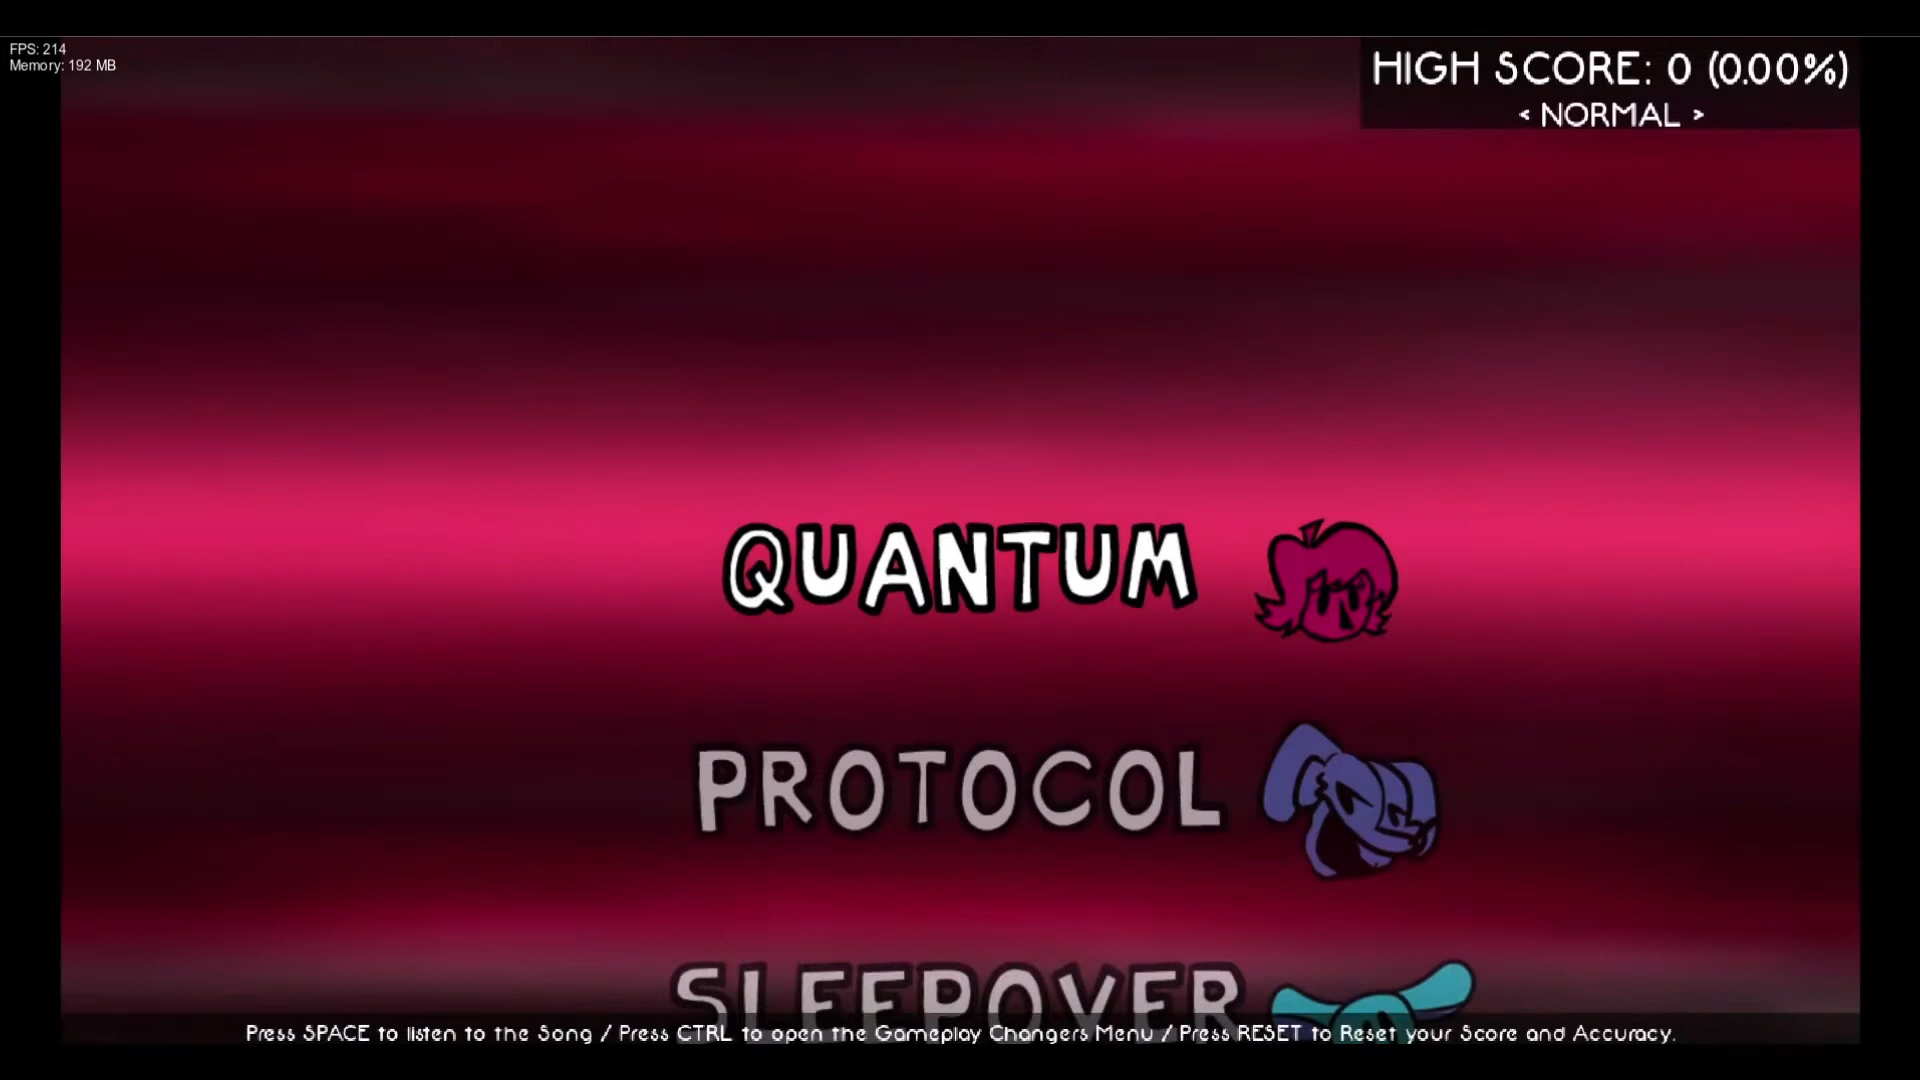 FPS: 214
Memory: 192 MB
HIGH SCORE: 0 (0.00%)
< NORMAL >
QUANTUM
PROTOCOL
SLEEPOVER
Press SPACE to listen to the Song / Press CTRL to open the Gameplay Changers Menu / Press RESET to Reset your Score and Accuracy.